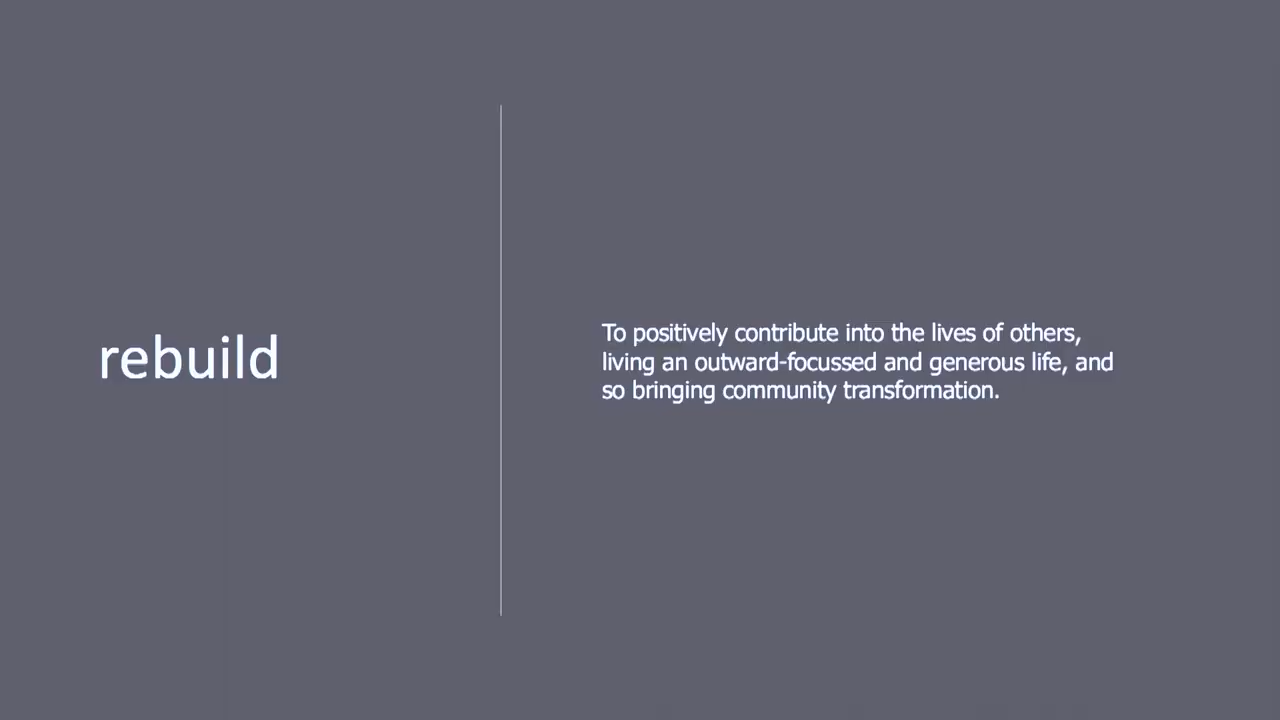 rebuild
To positively contribute into the lives of others,
living an outward-focussed and generous life, and
so bringing community transformation.